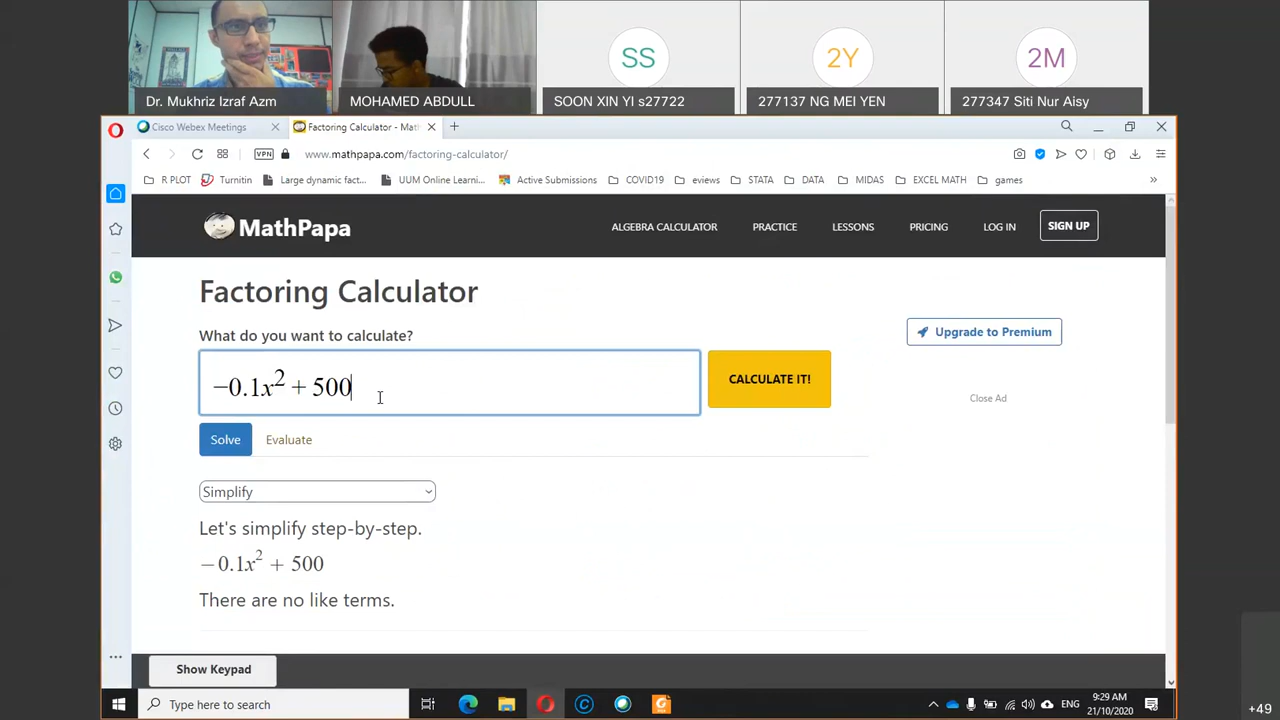 SS
2Y
2M
Dr. Mukhriz Izraf Azm
MOHAMED ABDULL
SOON XIN YI s27722
277137 NG MEI YEN
277347 Siti Nur Aisy
Cisco Webex Meetings
Factoring Calculator - Mat
VPN
www.mathpapa.com/factoring-calculator/
R PLOT
Turnitin
Large dynamic fact...
UUM Online Learni...
Active Submissions
COVID19
eviews
STATA
DATA
MIDAS
EXCEL MATH
games
MathPapa
ALGEBRA CALCULATOR
PRACTICE
LESSONS
PRICING
LOG IN
SIGN UP
Factoring Calculator
What do you want to calculate?
Upgrade to Premium
−0.1x² + 500
CALCULATE IT!
Close Ad
Solve
Evaluate
Simplify
Let's simplify step-by-step.
−0.1x² + 500
There are no like terms.
Show Keypad
Type here to search
ENG
9:29 AM
21/10/2020
+49